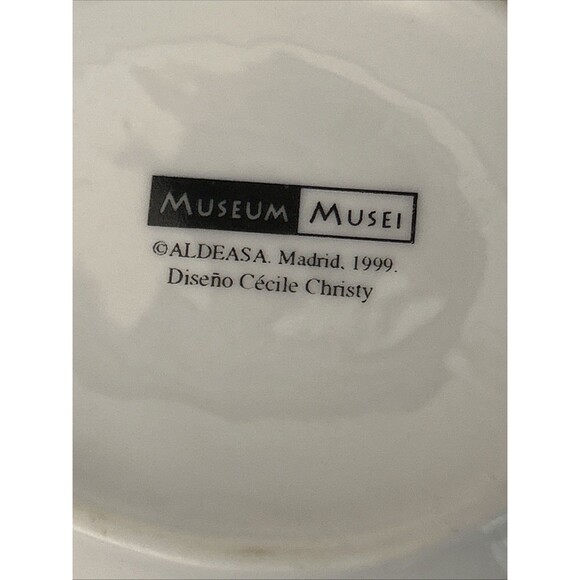 MUSEUM MUSEI
©ALDEASA. Madrid, 1999.
Diseño Cécile Christy